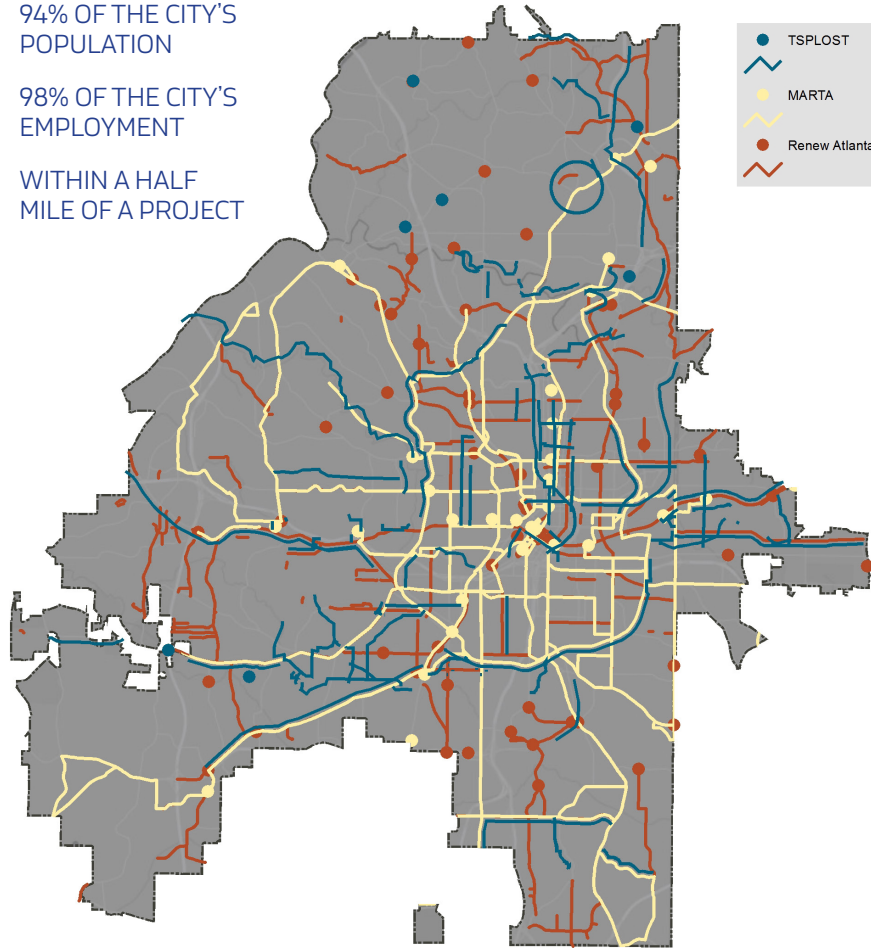 94% OF THE CITY'S
POPULATION
98% OF THE CITY'S
EMPLOYMENT
WITHIN A HALF
MILE OF A PROJECT
TSPLOST
MARTA
Renew Atlanta